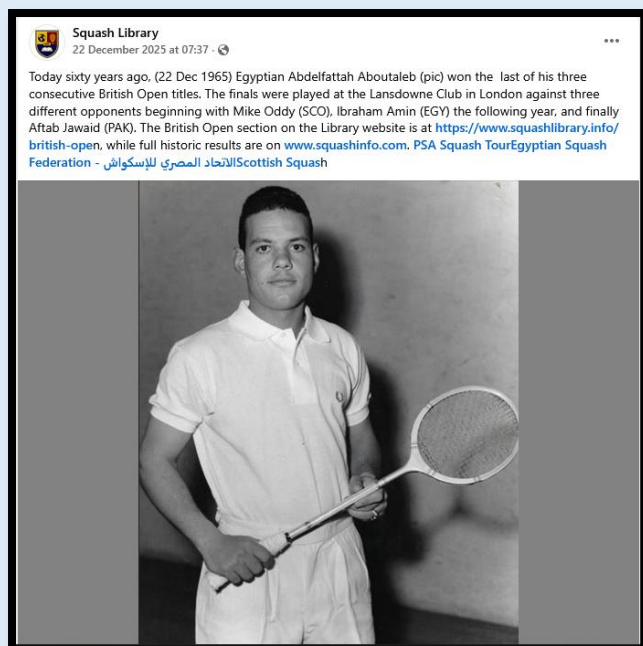 Squash Library
22 December 2025 at 07:37 ·
Today sixty years ago, (22 Dec 1965) Egyptian Abdelfattah Aboutaleb (pic) won the last of his three
consecutive British Open titles. The finals were played at the Lansdowne Club in London against three
different opponents beginning with Mike Oddy (SCO), Ibraham Amin (EGY) the following year, and finally
Aftab Jawaid (PAK). The British Open section on the Library website is at https://www.squashlibrary.info/
british-open, while full historic results are on www.squashinfo.com. PSA Squash TourEgyptian Squash
Federation - الاتحاد المصري للإسكواشScottish Squash